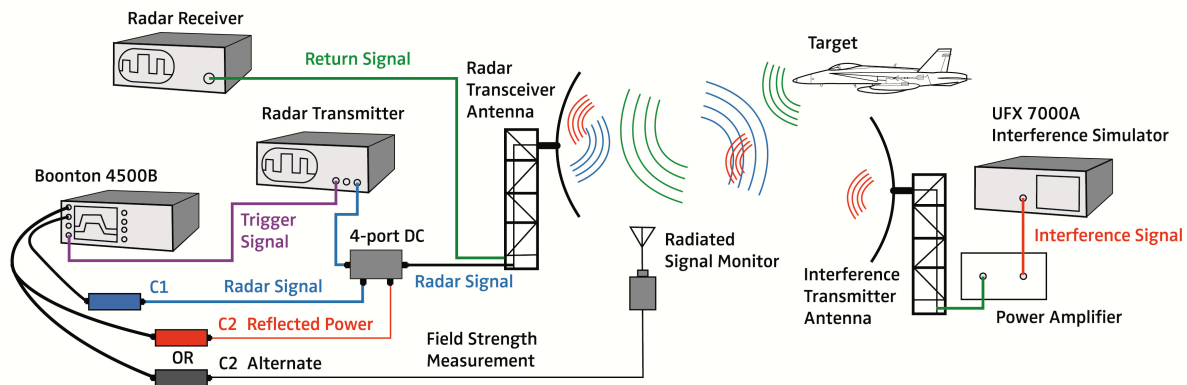 Radar Receiver
Return Signal
Radar
Transceiver
Antenna
Target
UFX 7000A
Interference Simulator
Radar Transmitter
Boonton 4500B
Trigger
Signal
4-port DC
Radiated
Signal Monitor
Interference Signal
C1
Radar Signal
Radar Signal
Interference
Transmitter
Antenna
Power Amplifier
C2 Reflected Power
OR
C2 Alternate
Field Strength
Measurement